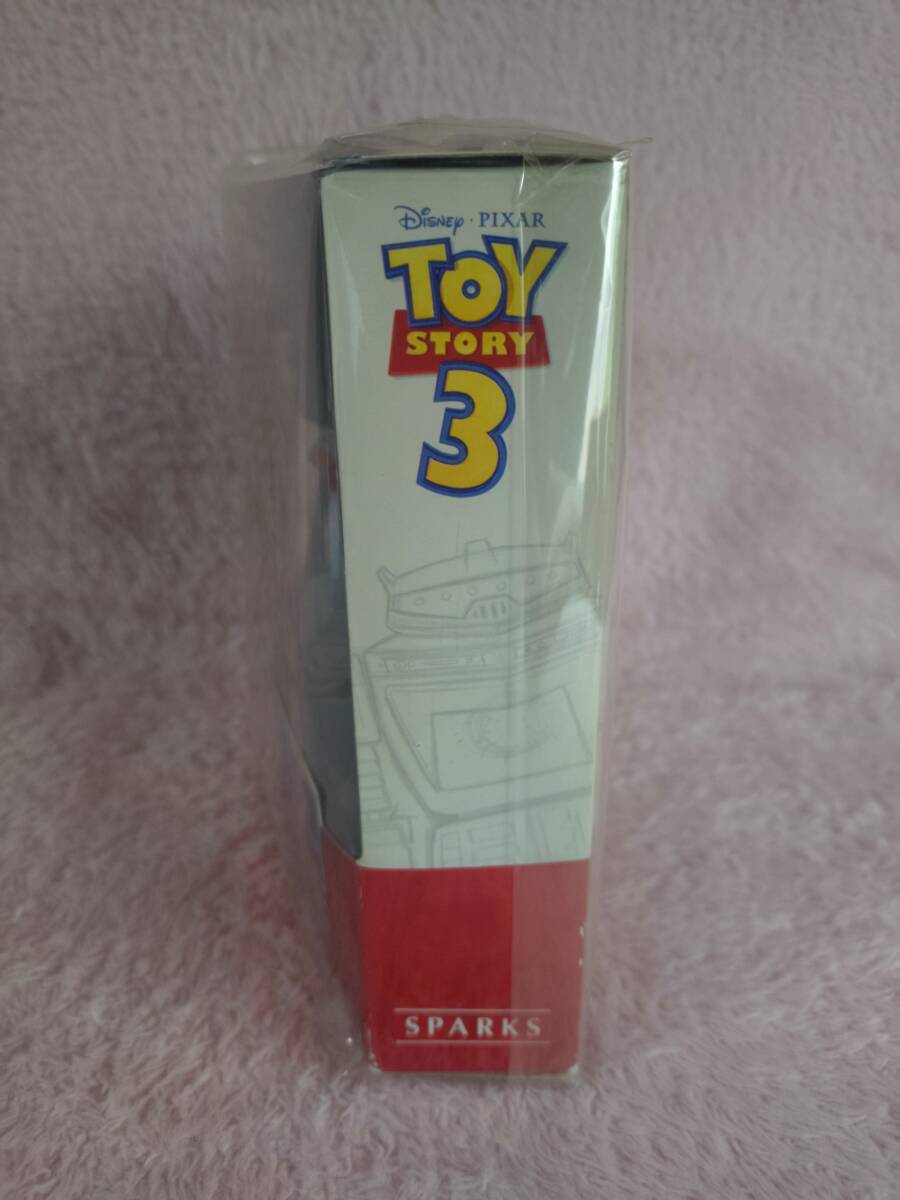 Disney · PIXAR
TOY
STORY
3
SPARKS